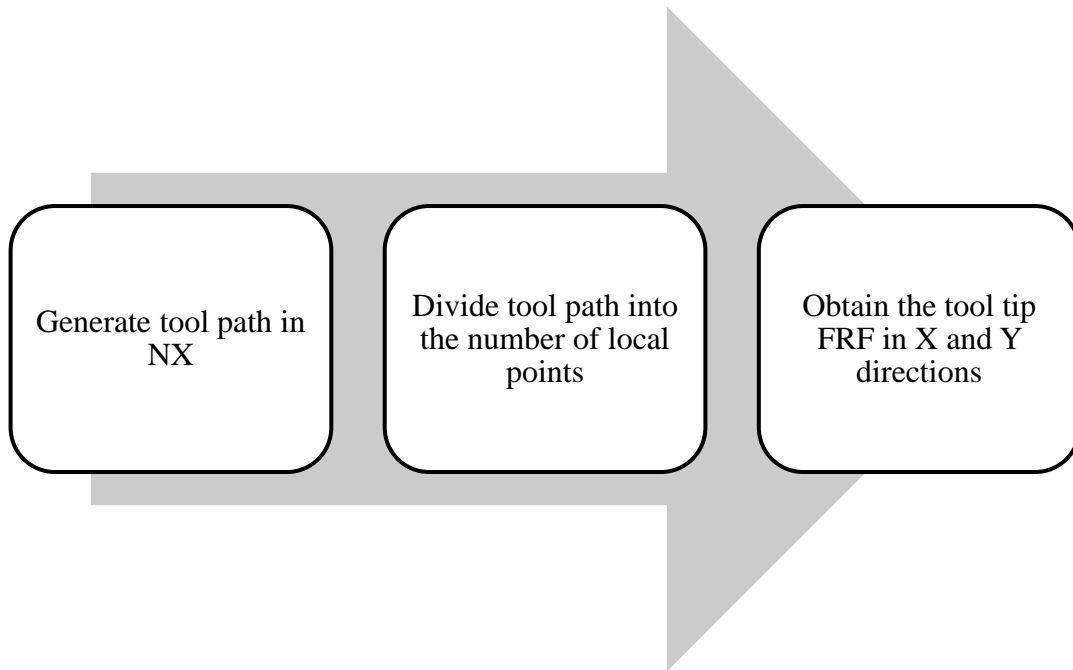 Generate tool path in
NX
Divide tool path into
the number of local
points
Obtain the tool tip
FRF in X and Y
directions